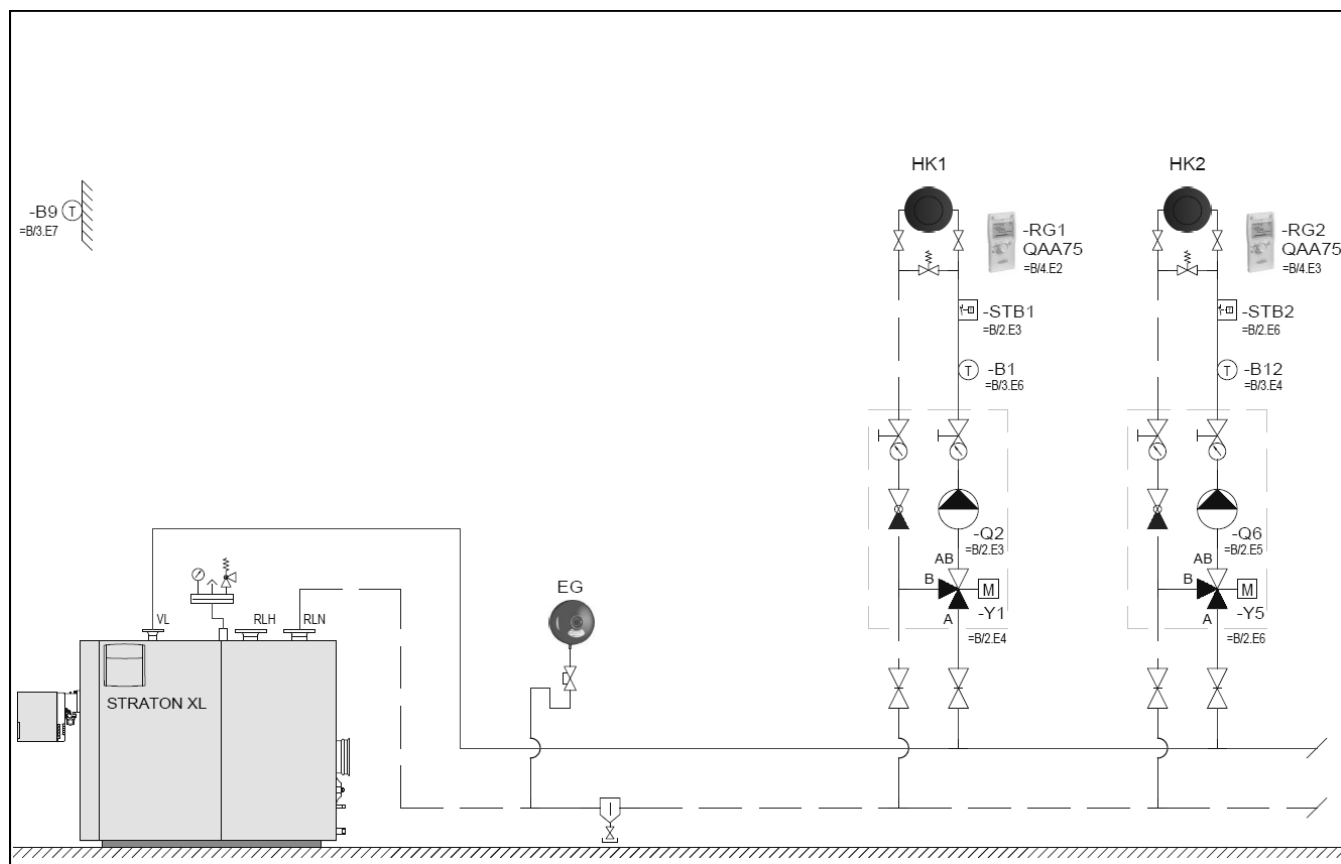 HK1
HK2
-B9
=B/3.E7
-RG1
QAA75
=B/4.E2
-RG2
QAA75
=B/4.E3
-STB1
=B/2.E3
-STB2
=B/2.E6
T
-B1
=B/3.E6
T
-B12
=B/3.E4
T
-Q2
=B/2.E3
-Q6
=B/2.E5
AB
B
M
-Y1
A
=B/2.E4
AB
B
M
-Y5
A
=B/2.E6
EG
VL
RLH
RLN
STRATON XL